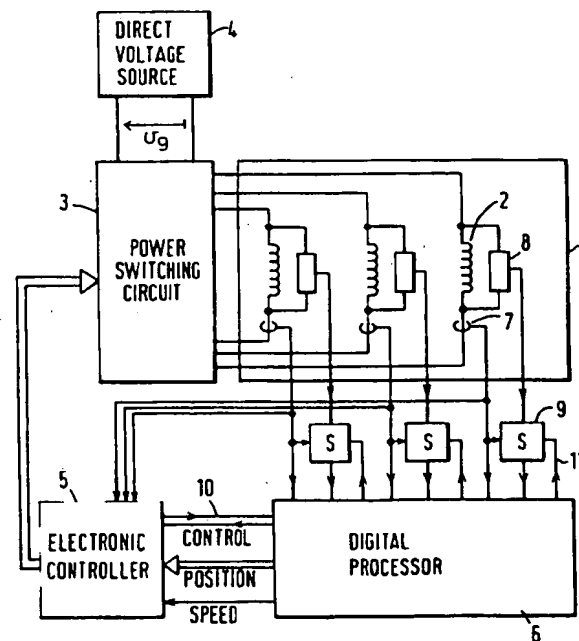 DIRECT
VOLTAGE
SOURCE
4
υg
3
POWER
SWITCHING
CIRCUIT
2
8
7
S
S
S
9
5
10
ELECTRONIC
CONTROLLER
CONTROL
POSITION
SPEED
DIGITAL
PROCESSOR
6